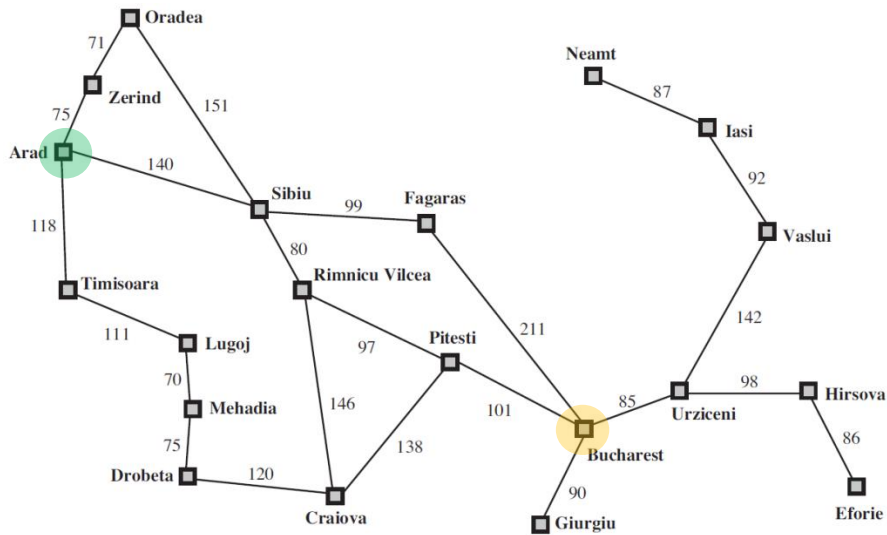 Oradea
71
Neamt
Zerind
87
75
151
Iasi
Arad
140
92
Sibiu
Fagaras
99
118
Vaslui
80
Timisoara
Rimnicu Vilcea
142
111
211
Lugoj
Pitesti
97
70
98
Hirsova
146
85
Mehadia
101
Urziceni
86
138
75
Bucharest
120
Drobeta
90
Eforie
Craiova
Giurgiu